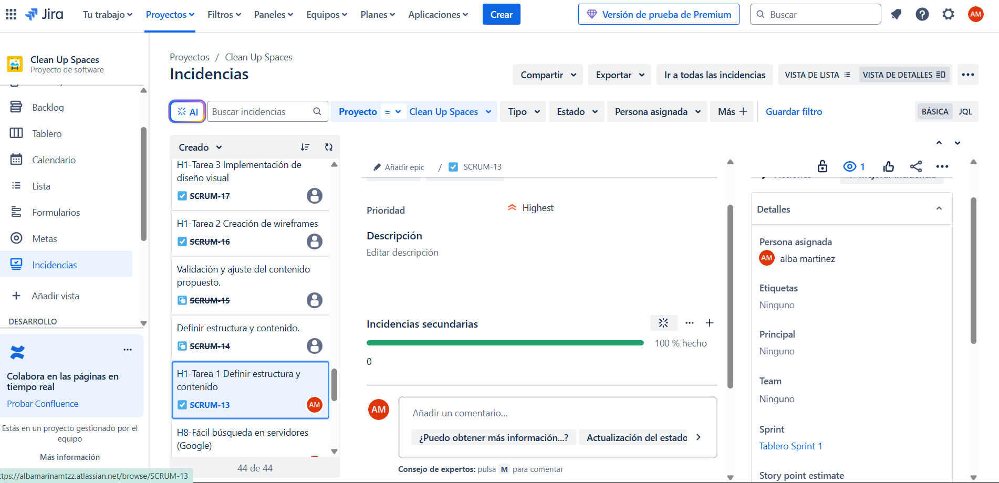 Jira
Tu trabajo
Proyectos
Filtros
Paneles
Equipos
Planes
Aplicaciones
Crear
Versión de prueba de Premium
Buscar
AM
Clean Up Spaces
Proyecto de software
Backlog
Tablero
Calendario
Lista
Formularios
Metas
Incidencias
Añadir vista
DESARROLLO
Colabora en las páginas en
tiempo real
Probar Confluence
Estás en un proyecto gestionado por el
equipo
Más información
ttps://albamarinamtzz.atlassian.net/browse/SCRUM-13
Proyectos / Clean Up Spaces
Incidencias
Compartir
Exportar
Ir a todas las incidencias
VISTA DE LISTA
VISTA DE DETALLES
AI
Buscar incidencias
Proyecto = Clean Up Spaces
Tipo
Estado
Persona asignada
Más
Guardar filtro
BÁSICA
JQL
Creado
H1-Tarea 3 Implementación de
diseño visual
SCRUM-17
H1-Tarea 2 Creación de wireframes
SCRUM-16
Validación y ajuste del contenido
propuesto.
SCRUM-15
Definir estructura y contenido.
SCRUM-14
H1-Tarea 1 Definir estructura y
contenido
SCRUM-13
AM
H8-Fácil búsqueda en servidores
(Google)
44 de 44
Añadir epic / SCRUM-13
1
Prioridad
Highest
Descripción
Editar descripción
Incidencias secundarias
100 % hecho
0
AM
Añadir un comentario...
¿Puedo obtener más información...?
Actualización del estado
Consejo de expertos: pulsa M para comentar
Detalles
Persona asignada
AM
alba martinez
Etiquetas
Ninguno
Principal
Ninguno
Team
Ninguno
Sprint
Tablero Sprint 1
Story point estimate